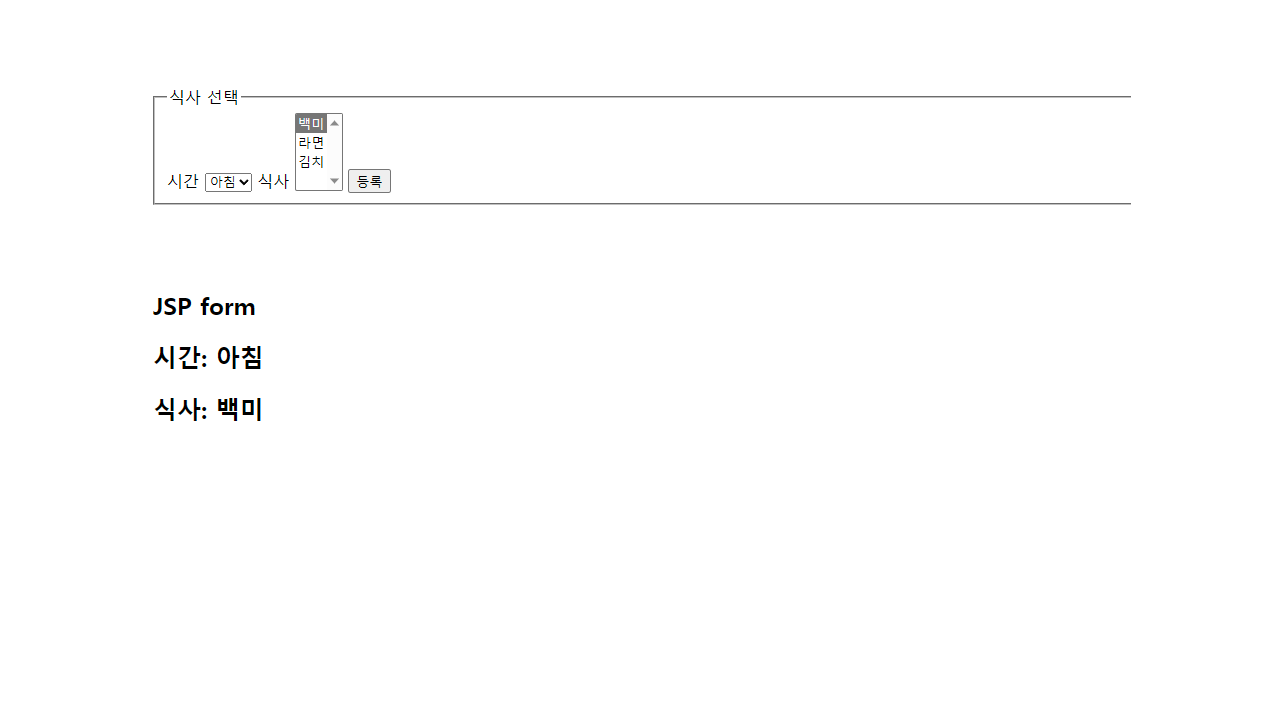 식사 선택
백미
라면
김치
시간 아침 식사 등록
JSP form
시간: 아침
식사: 백미